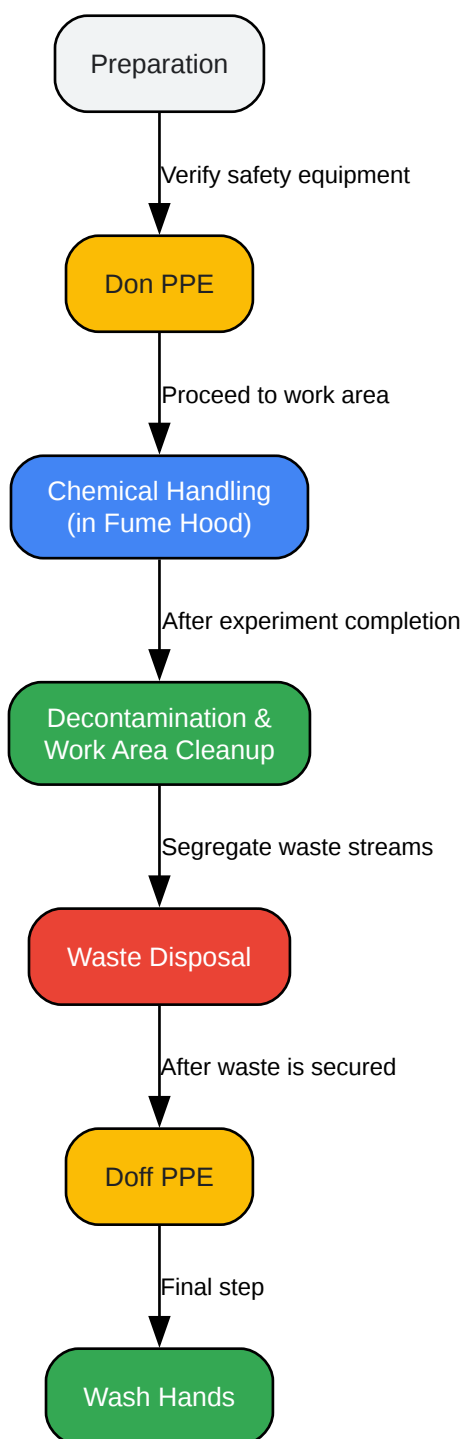 Preparation
Verify safety equipment
Don PPE
Proceed to work area
Chemical Handling
(in Fume Hood)
After experiment completion
Decontamination &
Work Area Cleanup
Segregate waste streams
Waste Disposal
After waste is secured
Doff PPE
Final step
Wash Hands